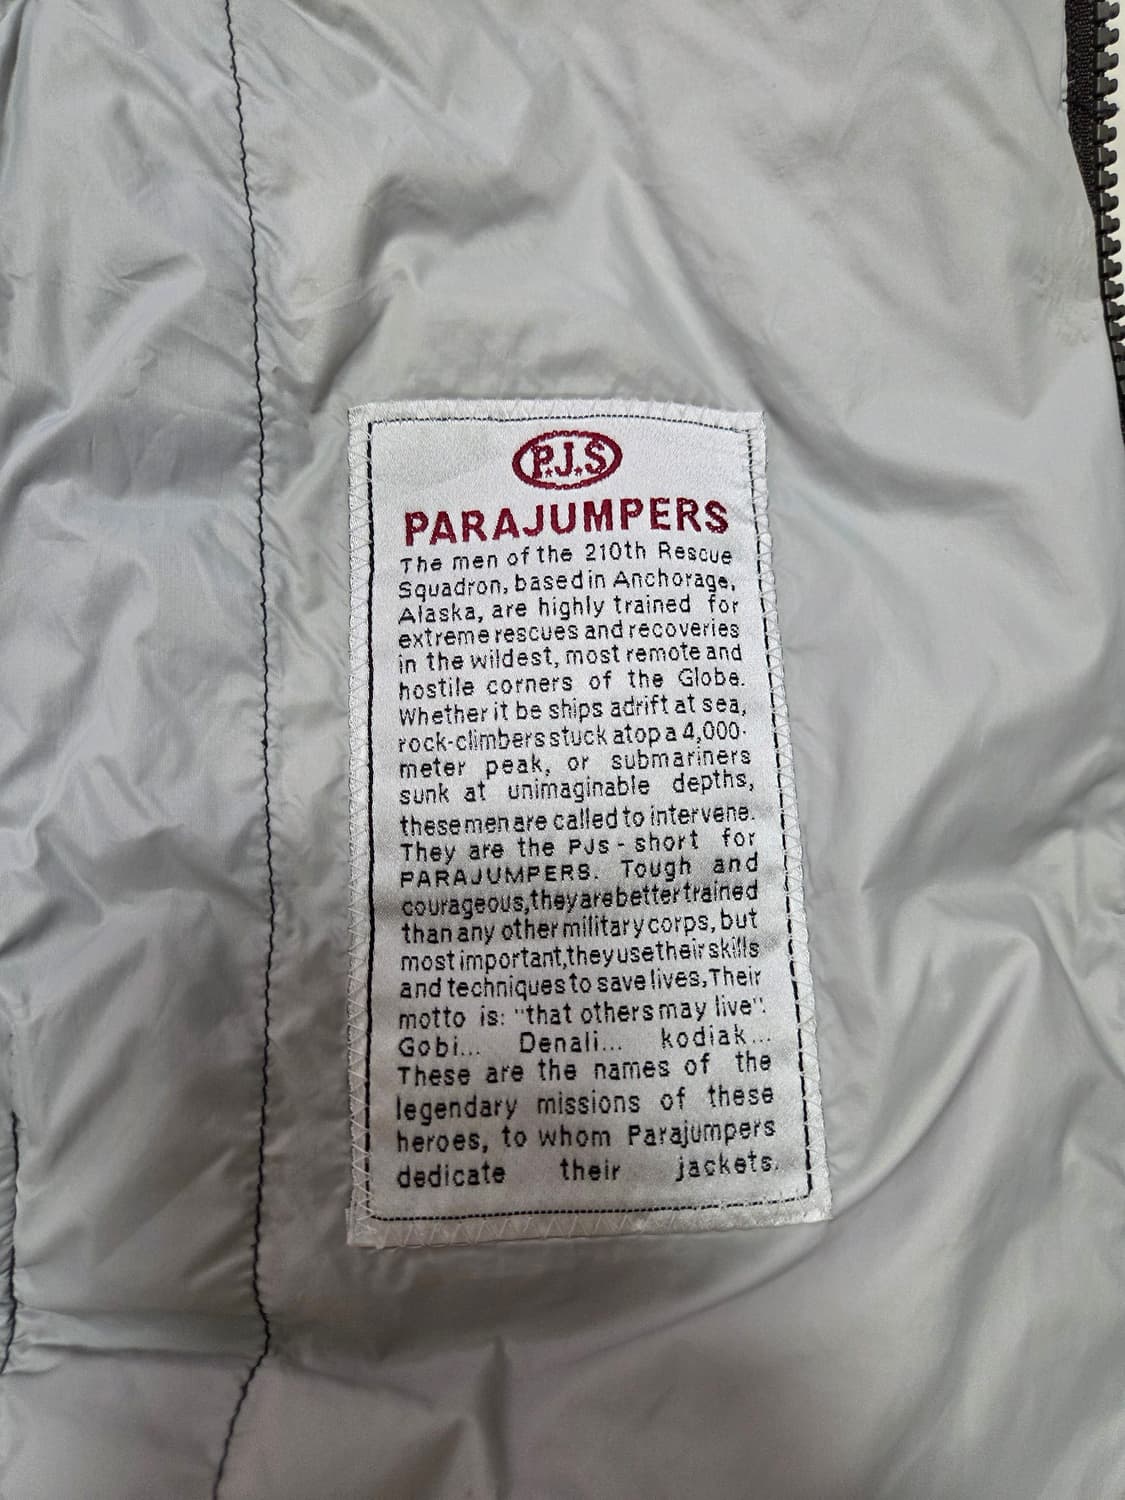 P.J.S
PARAJUMPERS
The men of the 210th Rescue
Squadron, based in Anchorage,
Alaska, are highly trained for
extreme rescues and recoveries
in the wildest, most remote and
hostile corners of the Globe.
Whether it be ships adrift at sea,
rock-climbers stuck atop a 4,000-
meter peak, or submariners
sunk at unimaginable depths,
these men are called to intervene.
They are the PJs - short for
PARAJUMPERS. Tough and
courageous, they are better trained
than any other military corps, but
most important, they use their skills
and techniques to save lives, Their
motto is: "that others may live".
Gobi... Denali... kodiak...
These are the names of the
legendary missions of these
heroes, to whom Parajumpers
dedicate their jackets.